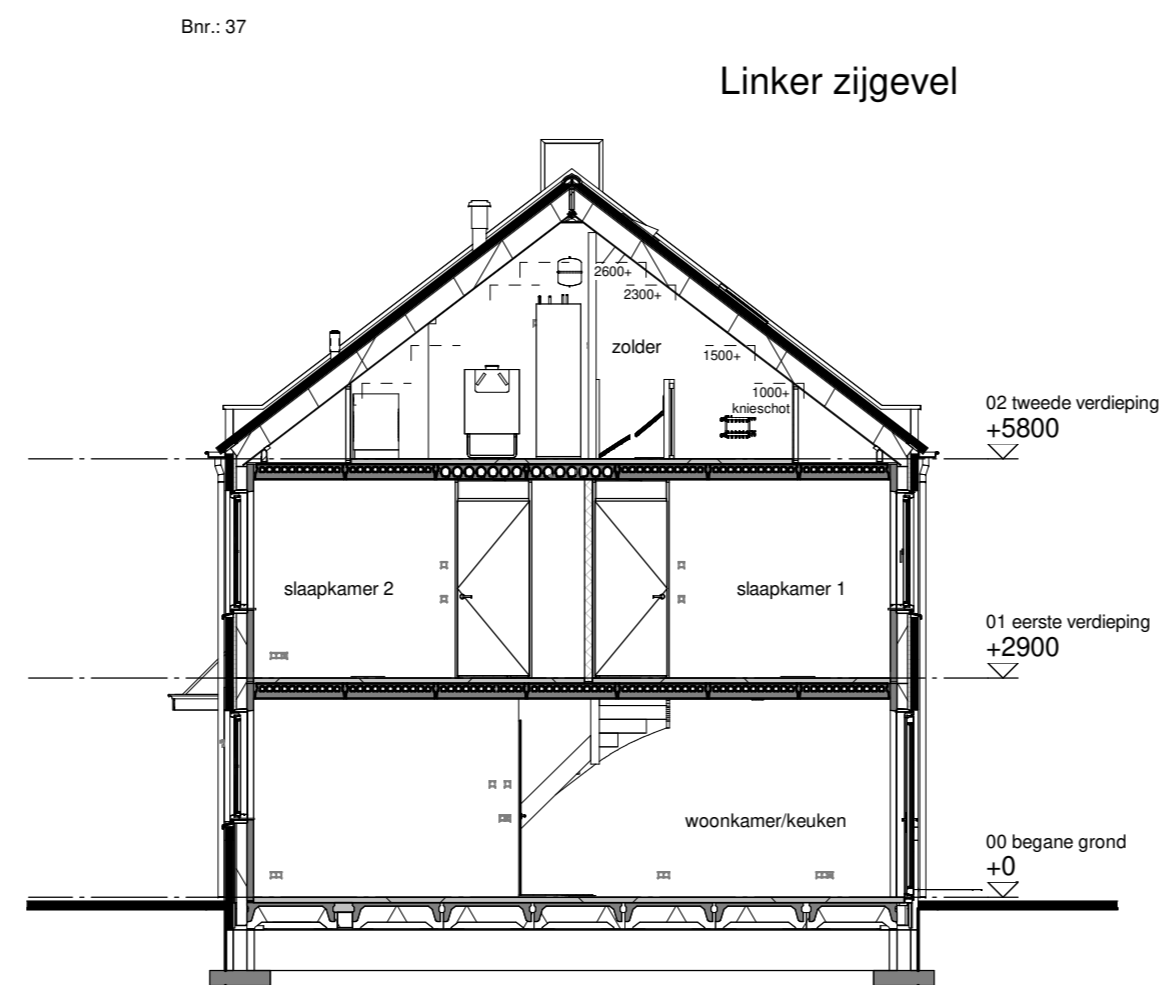 Bnr.: 37
Linker zijgevel
2600+
2300+
zolder
1500+
1000+
knieschot
02 tweede verdieping
+5800
slaapkamer 2
slaapkamer 1
01 eerste verdieping
+2900
woonkamer/keuken
00 begane grond
+0